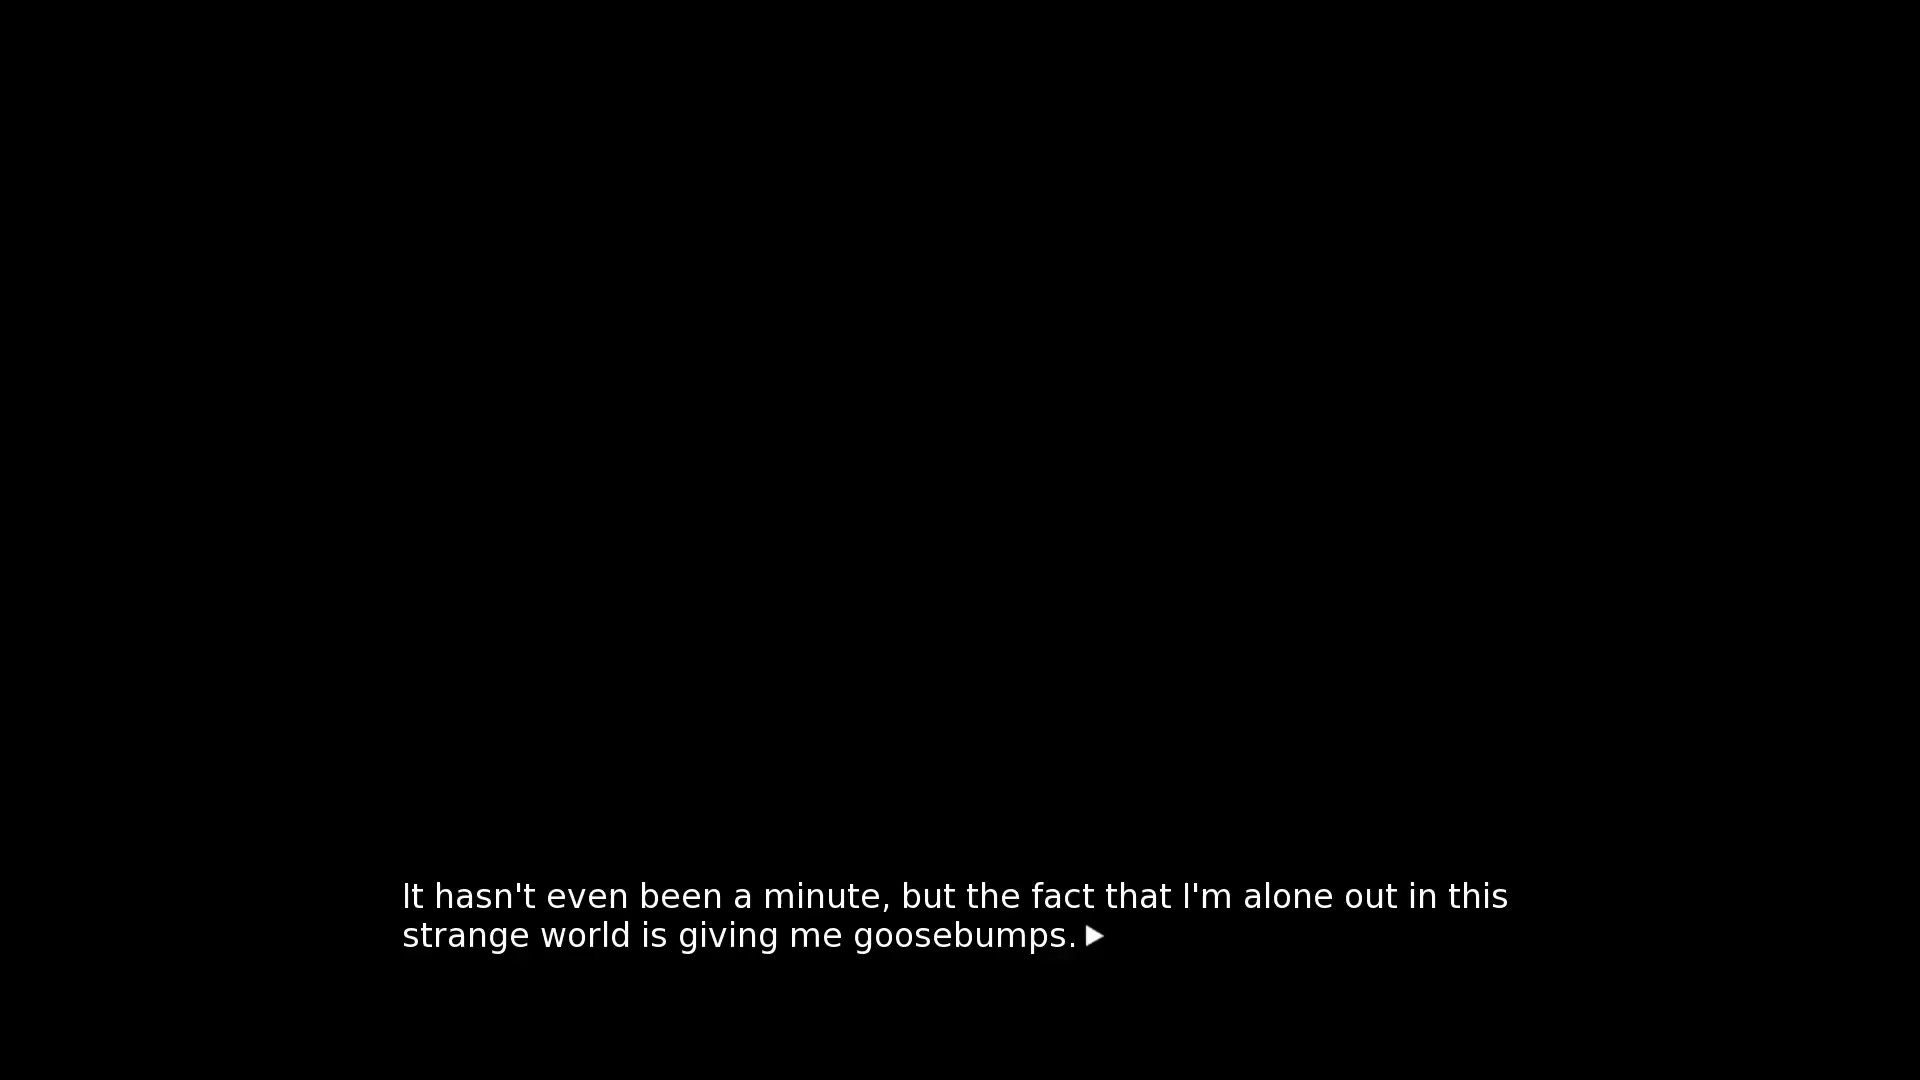 It hasn't even been a minute, but the fact that I'm alone out in this
strange world is giving me goosebumps.